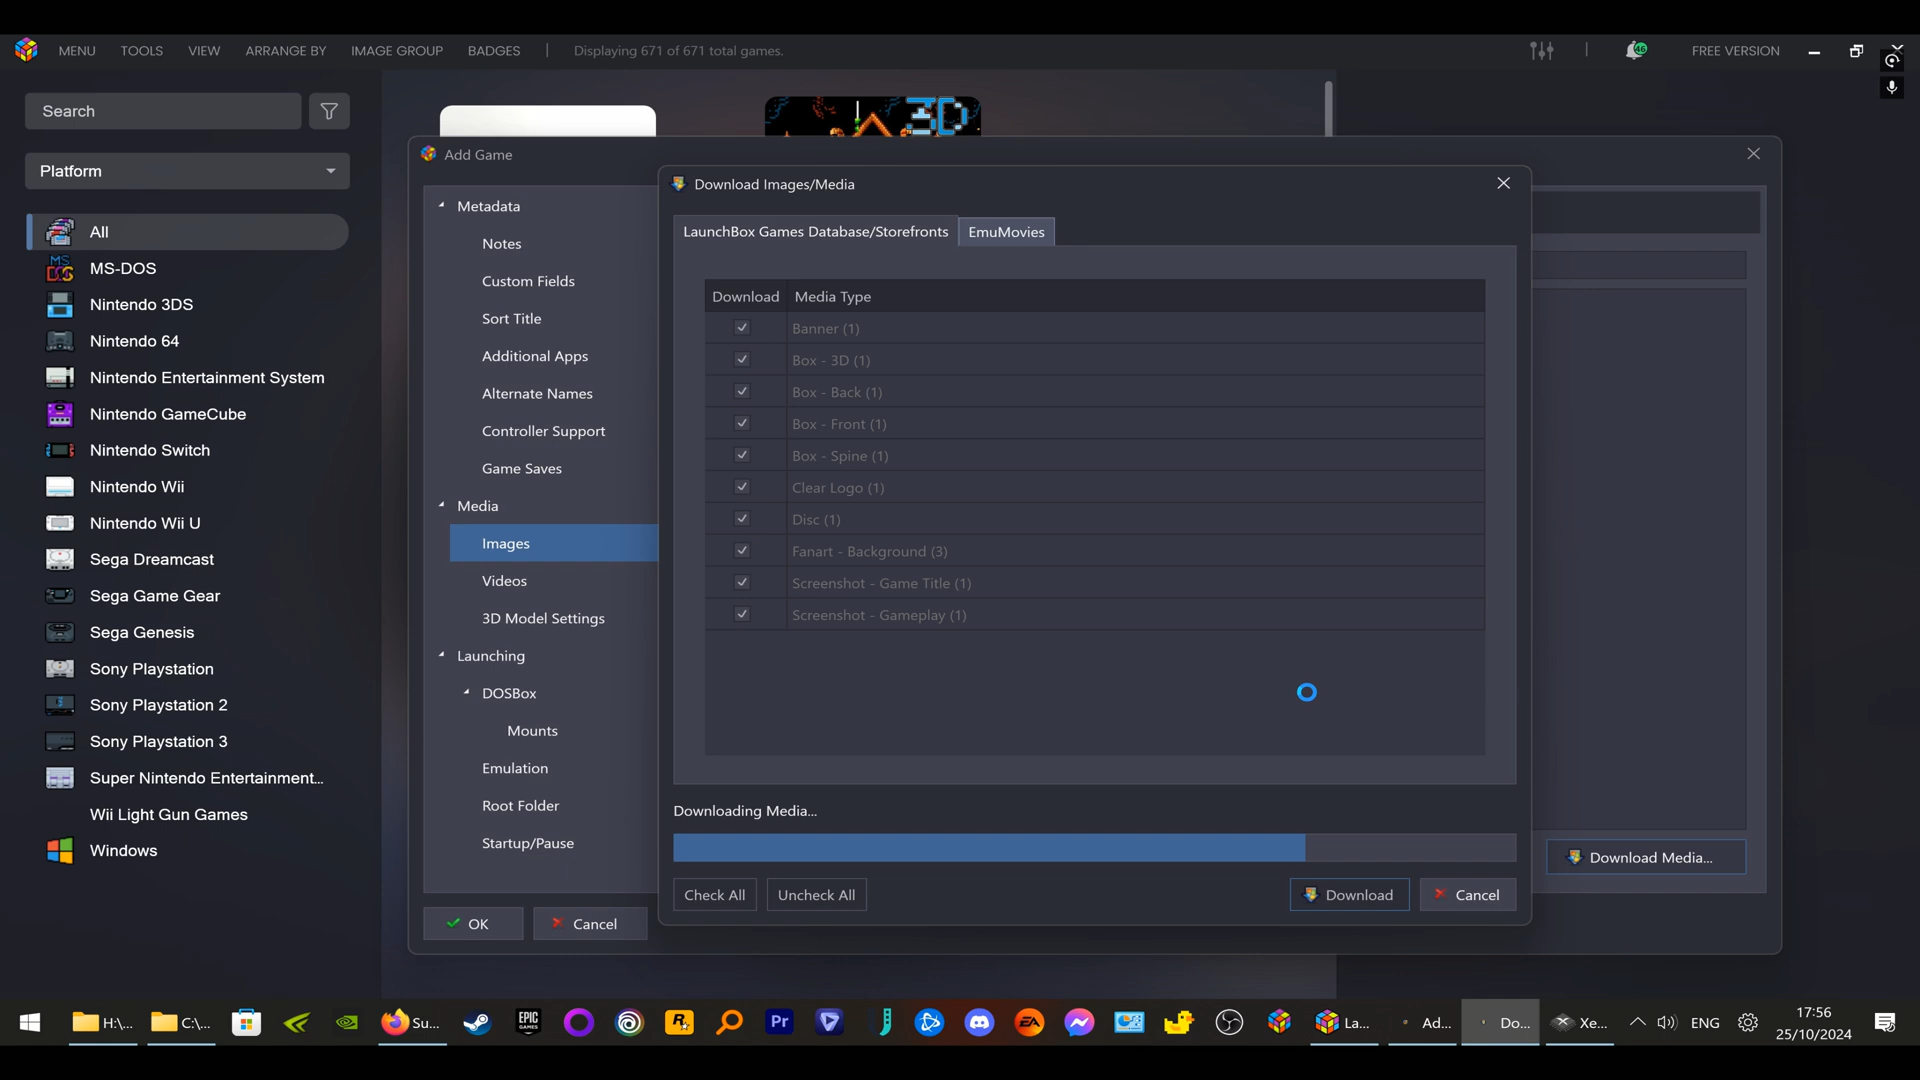 MENU TOOLS VIEW ARRANGE BY IMAGE GROUP BADGES | Displaying 671 of 671 total games. 46 FREE VERSION
Search
Platform
All
MS-DOS
Nintendo 3DS
Nintendo 64
Nintendo Entertainment System
Nintendo GameCube
Nintendo Switch
Nintendo Wii
Nintendo Wii U
Sega Dreamcast
Sega Game Gear
Sega Genesis
Sony Playstation
Sony Playstation 2
Sony Playstation 3
Super Nintendo Entertainment...
Wii Light Gun Games
Windows
3D
Add Game
Metadata
Notes
Custom Fields
Sort Title
Additional Apps
Alternate Names
Controller Support
Game Saves
Media
Images
Videos
3D Model Settings
Launching
DOSBox
Mounts
Emulation
Root Folder
Startup/Pause
OK Cancel
Download Images/Media
LaunchBox Games Database/Storefronts EmuMovies
Download Media Type
Banner (1)
Box - 3D (1)
Box - Back (1)
Box - Front (1)
Box - Spine (1)
Clear Logo (1)
Disc (1)
Fanart - Background (3)
Screenshot - Game Title (1)
Screenshot - Gameplay (1)
Downloading Media...
Check All Uncheck All Download Cancel
Download Media...
H:\... C:\... Su... EPIC GAMES R Pr EA La... Ad... Do... Xe... ENG 17:56
25/10/2024